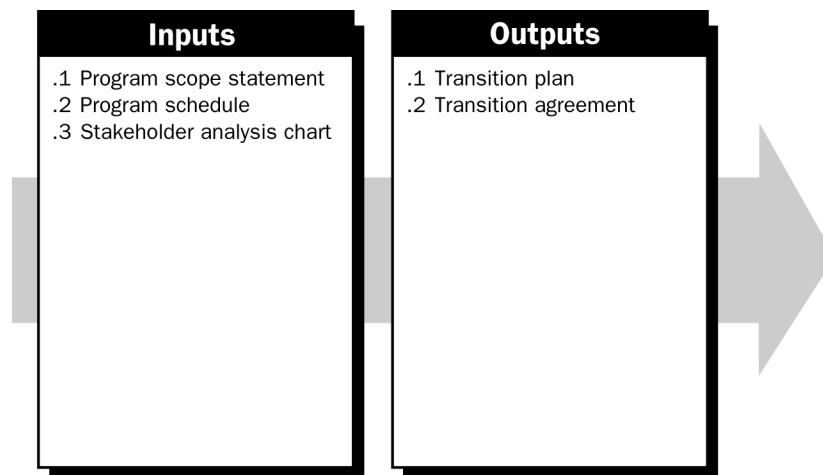 Inputs
.1 Program scope statement
.2 Program schedule
.3 Stakeholder analysis chart
Outputs
.1 Transition plan
.2 Transition agreement